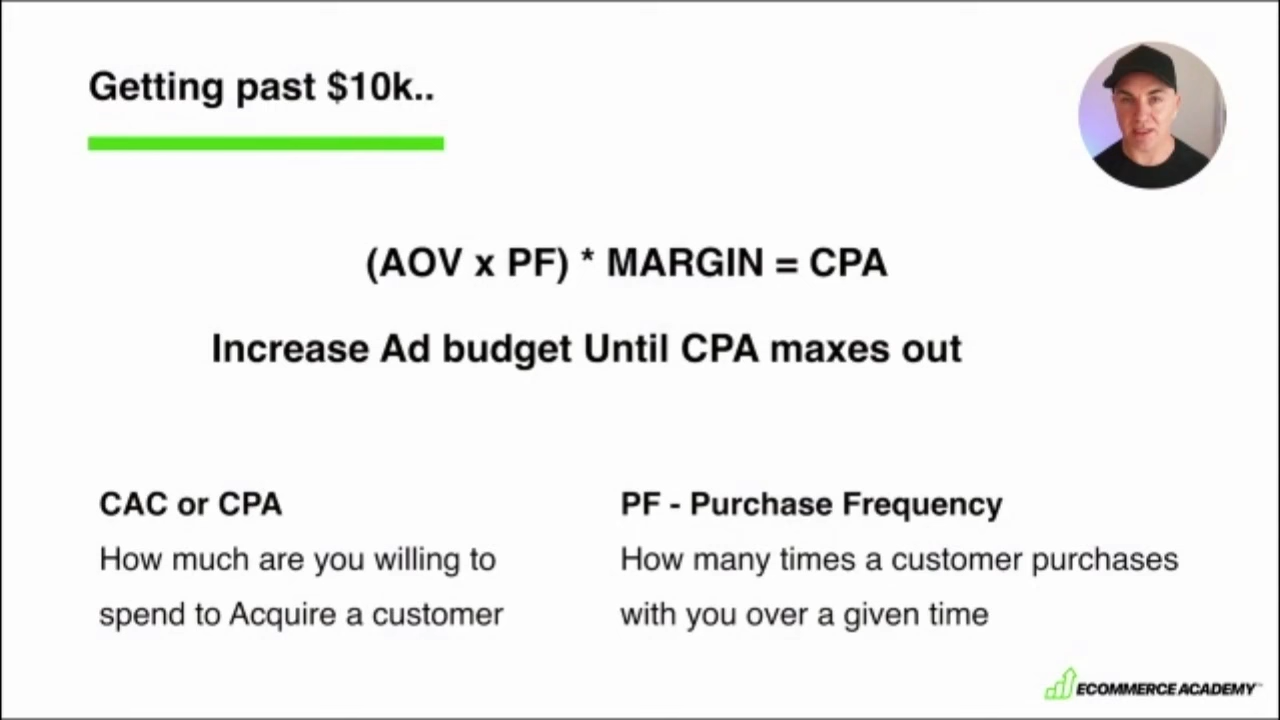 Getting past $10k..
(AOV x PF) * MARGIN = CPA
Increase Ad budget Until CPA maxes out
CAC or CPA
How much are you willing to
spend to Acquire a customer
PF - Purchase Frequency
How many times a customer purchases
with you over a given time
ECOMMERCE ACADEMY™